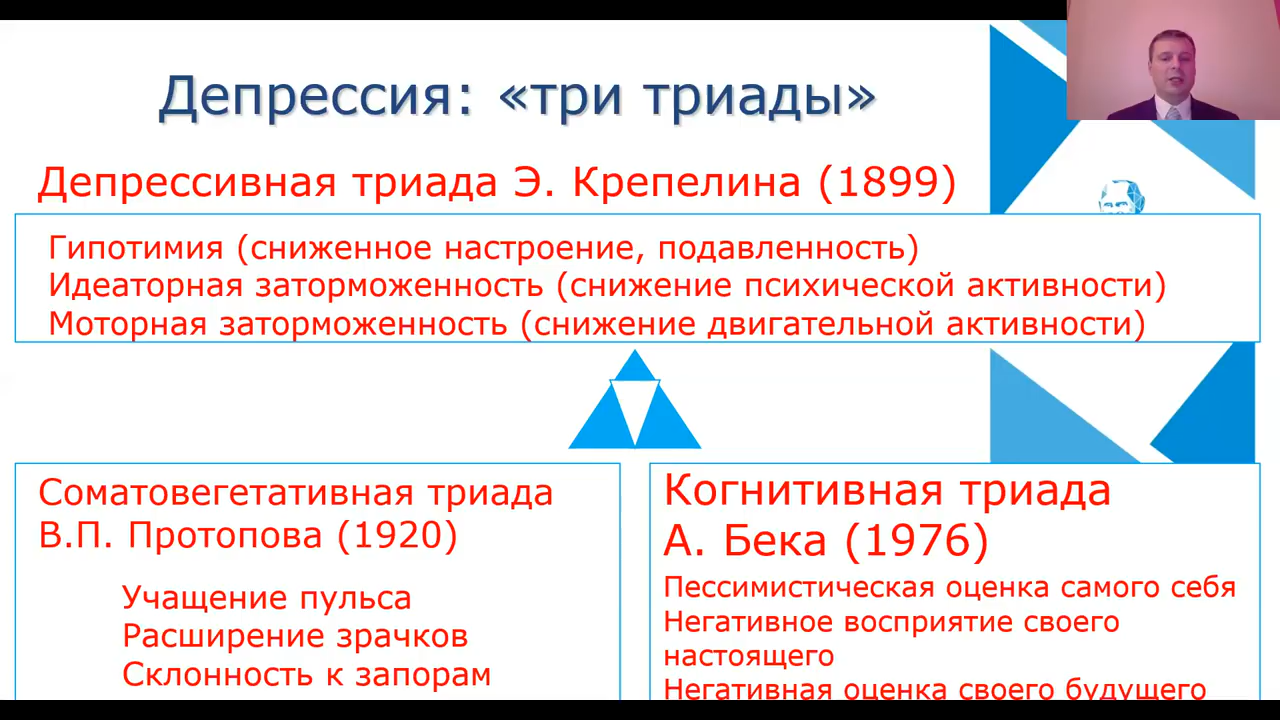 Депрессия: «три триады»
Депрессивная триада Э. Крепелина (1899)
Гипотимия (сниженное настроение, подавленность)
Идеаторная заторможенность (снижение психической активности)
Моторная заторможенность (снижение двигательной активности)
Соматовегетативная триада
В.П. Протопова (1920)
Учащение пульса
Расширение зрачков
Склонность к запорам
Когнитивная триада
А. Бека (1976)
Пессимистическая оценка самого себя
Негативное восприятие своего
настоящего
Негативная оценка своего будущего